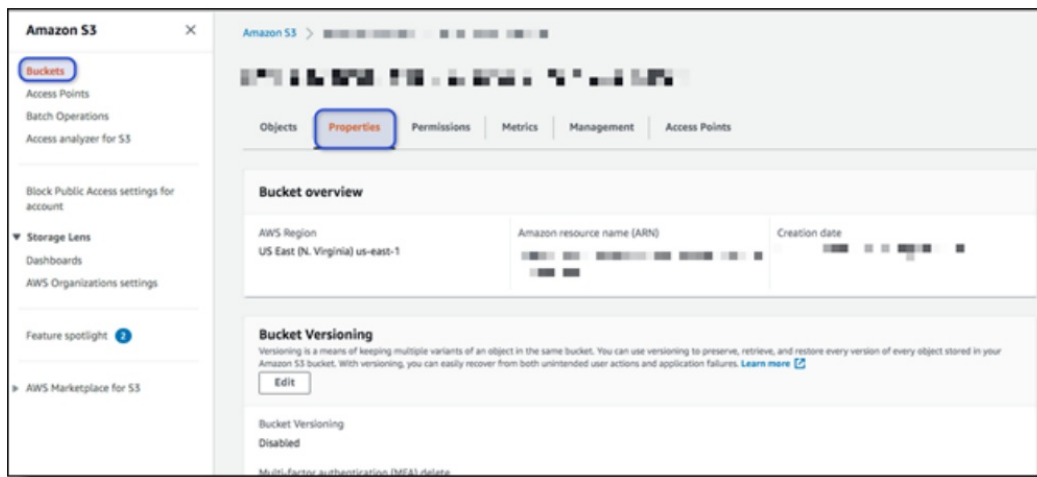 Amazon S3
Buckets
Access Points
Batch Operations
Access analyzer for S3
Block Public Access settings for
account
Storage Lens
Dashboards
AWS Organizations settings
Feature spotlight 2
AWS Marketplace for S3
Amazon S3 >
Objects Properties Permissions Metrics Management Access Points
Bucket overview
AWS Region
US East (N. Virginia) us-east-1
Amazon resource name (ARN)
Creation date
Bucket Versioning
Versioning is a means of keeping multiple variants of an object in the same bucket. You can use versioning to preserve, retrieve, and restore every version of every object stored in your
Amazon S3 bucket. With versioning, you can easily recover from both unintended user actions and application failures. Learn more
Edit
Bucket Versioning
Disabled
Multi-factor authentication (MFA) delete